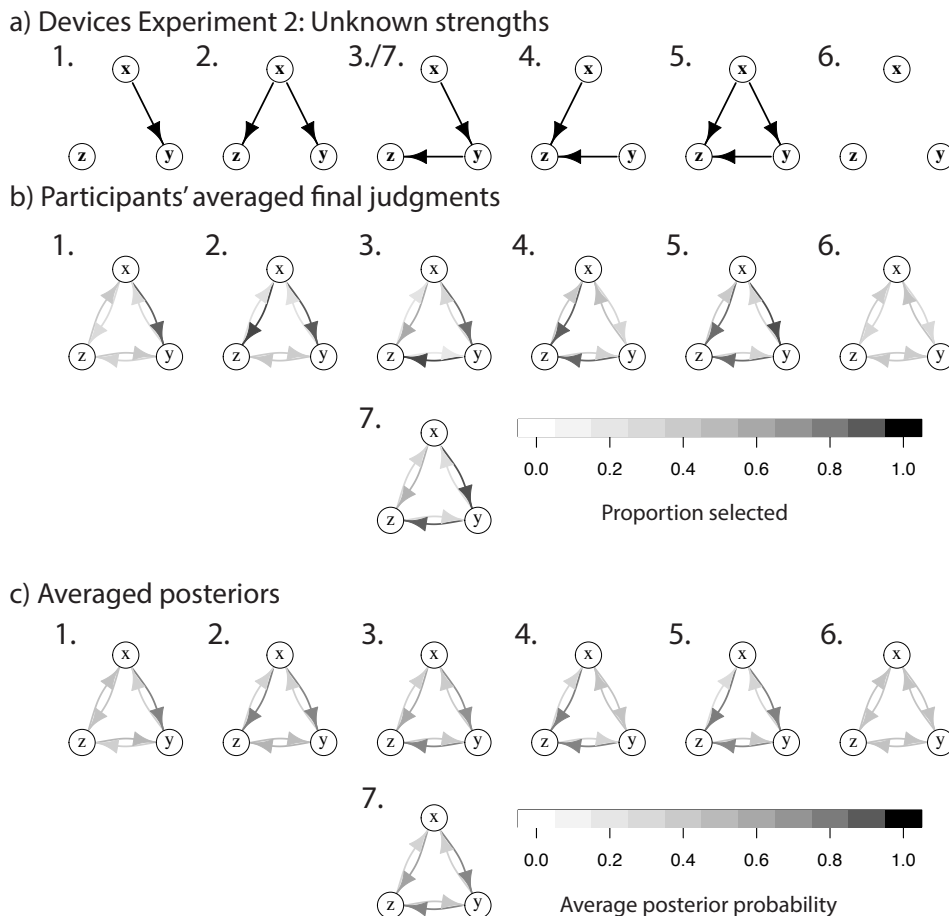 a) Devices Experiment 2: Unknown strengths
1. 2. 3./7. 4. 5. 6.
x x x x x x
z y z y z y z y z y z y
b) Participants’ averaged final judgments
1. 2. 3. 4. 5. 6.
x x x x x x
z y z y z y z y z y z y
7.
x
z y
0.0 0.2 0.4 0.6 0.8 1.0
Proportion selected
c) Averaged posteriors
1. 2. 3. 4. 5. 6.
x x x x x x
z y z y z y z y z y z y
7.
x
z y
0.0 0.2 0.4 0.6 0.8 1.0
Average posterior probability